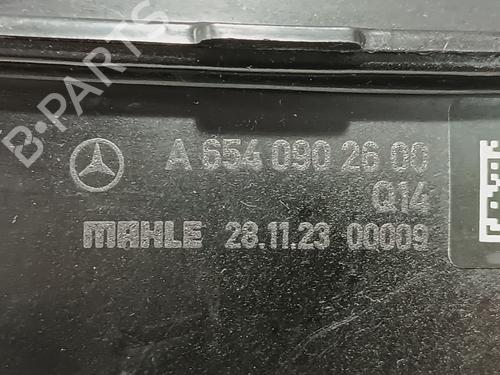 B-PARTS
A 654 090 26 00
Q14
MAHLE 28.11.23 00009